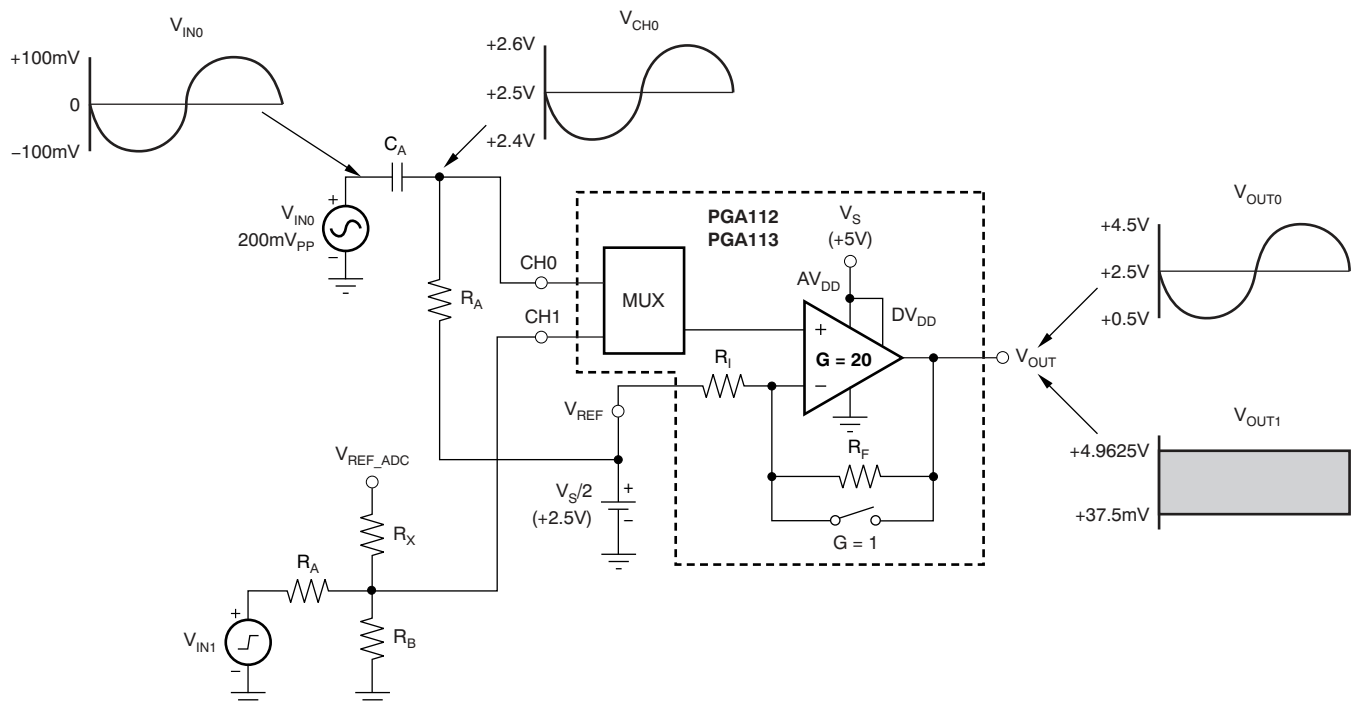 V_IN0
+100mV
0
−100mV
V_CH0
+2.6V
+2.5V
+2.4V
C_A
+
V_IN0
200mV_PP
−
R_A
CH0
CH1
MUX
PGA112
PGA113
V_S
(+5V)
AV_DD
DV_DD
+
G = 20
−
R_I
V_REF
R_F
G = 1
V_OUT
V_OUT0
+4.5V
+2.5V
+0.5V
V_OUT1
+4.9625V
+37.5mV
V_S/2
(+2.5V)
+
−
V_REF_ADC
R_X
R_A
R_B
+
V_IN1
−